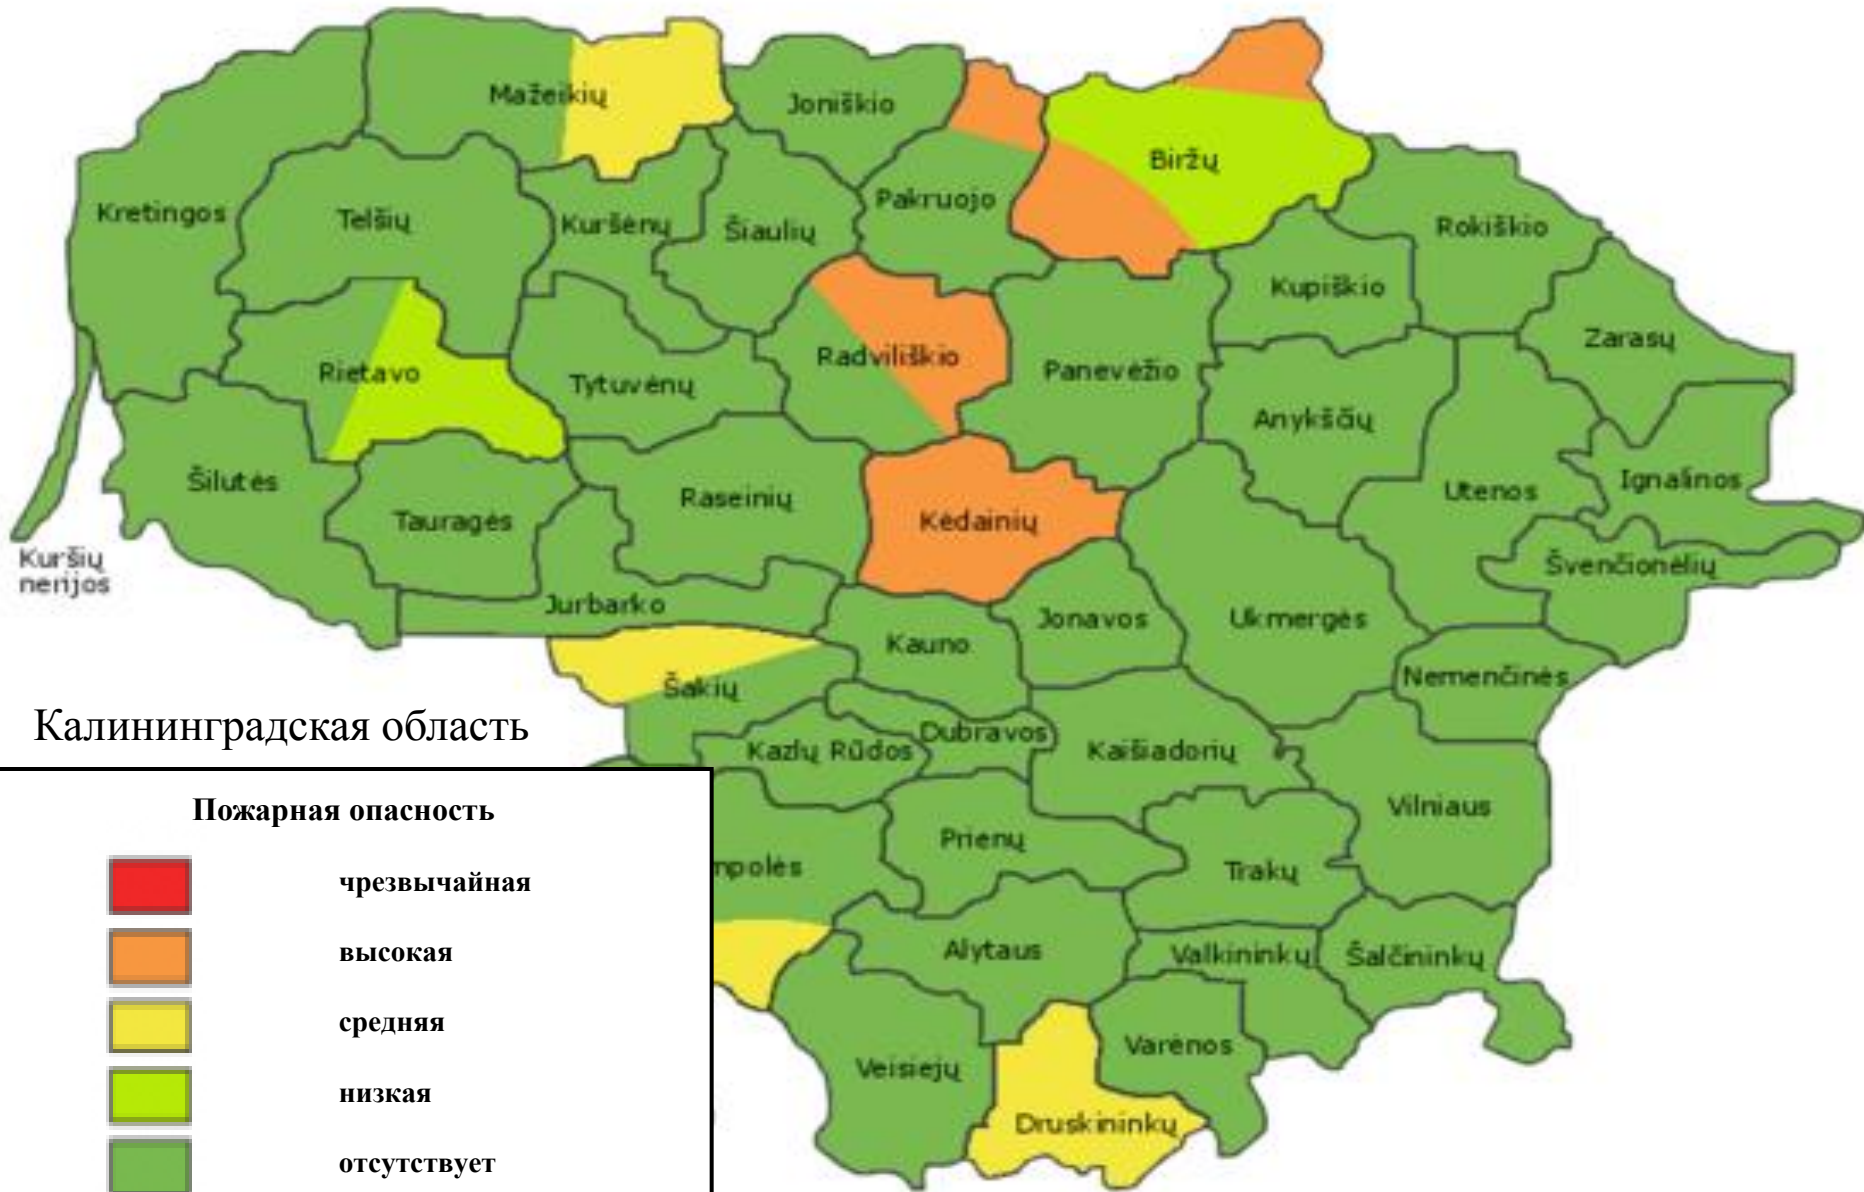 Mažeikių
Joniškio
Biržų
Kretingos
Telšių
Kuršėnų
Šiaulių
Pakruojo
Rokiškio
Kupiškio
Zarasų
Rietavo
Tytuvėnų
Radviliškio
Panevėžio
Anykščių
Šilutės
Tauragės
Raseinių
Kėdainių
Utenos
Ignalinos
Kuršių
nerijos
Švenčionėlių
Jurbarko
Kauno
Jonavos
Ukmergės
Šakių
Nemenčinės
Калининградская область
Kazlų Rūdos
Dubravos
Kaišiadorių
Vilniaus
Prienų
Trakų
mpolės
Alytaus
Valkininkų
Šalčininkų
Veisiejų
Varėnos
Druskininkų
Пожарная опасность
чрезвычайная
высокая
средняя
низкая
отсутствует